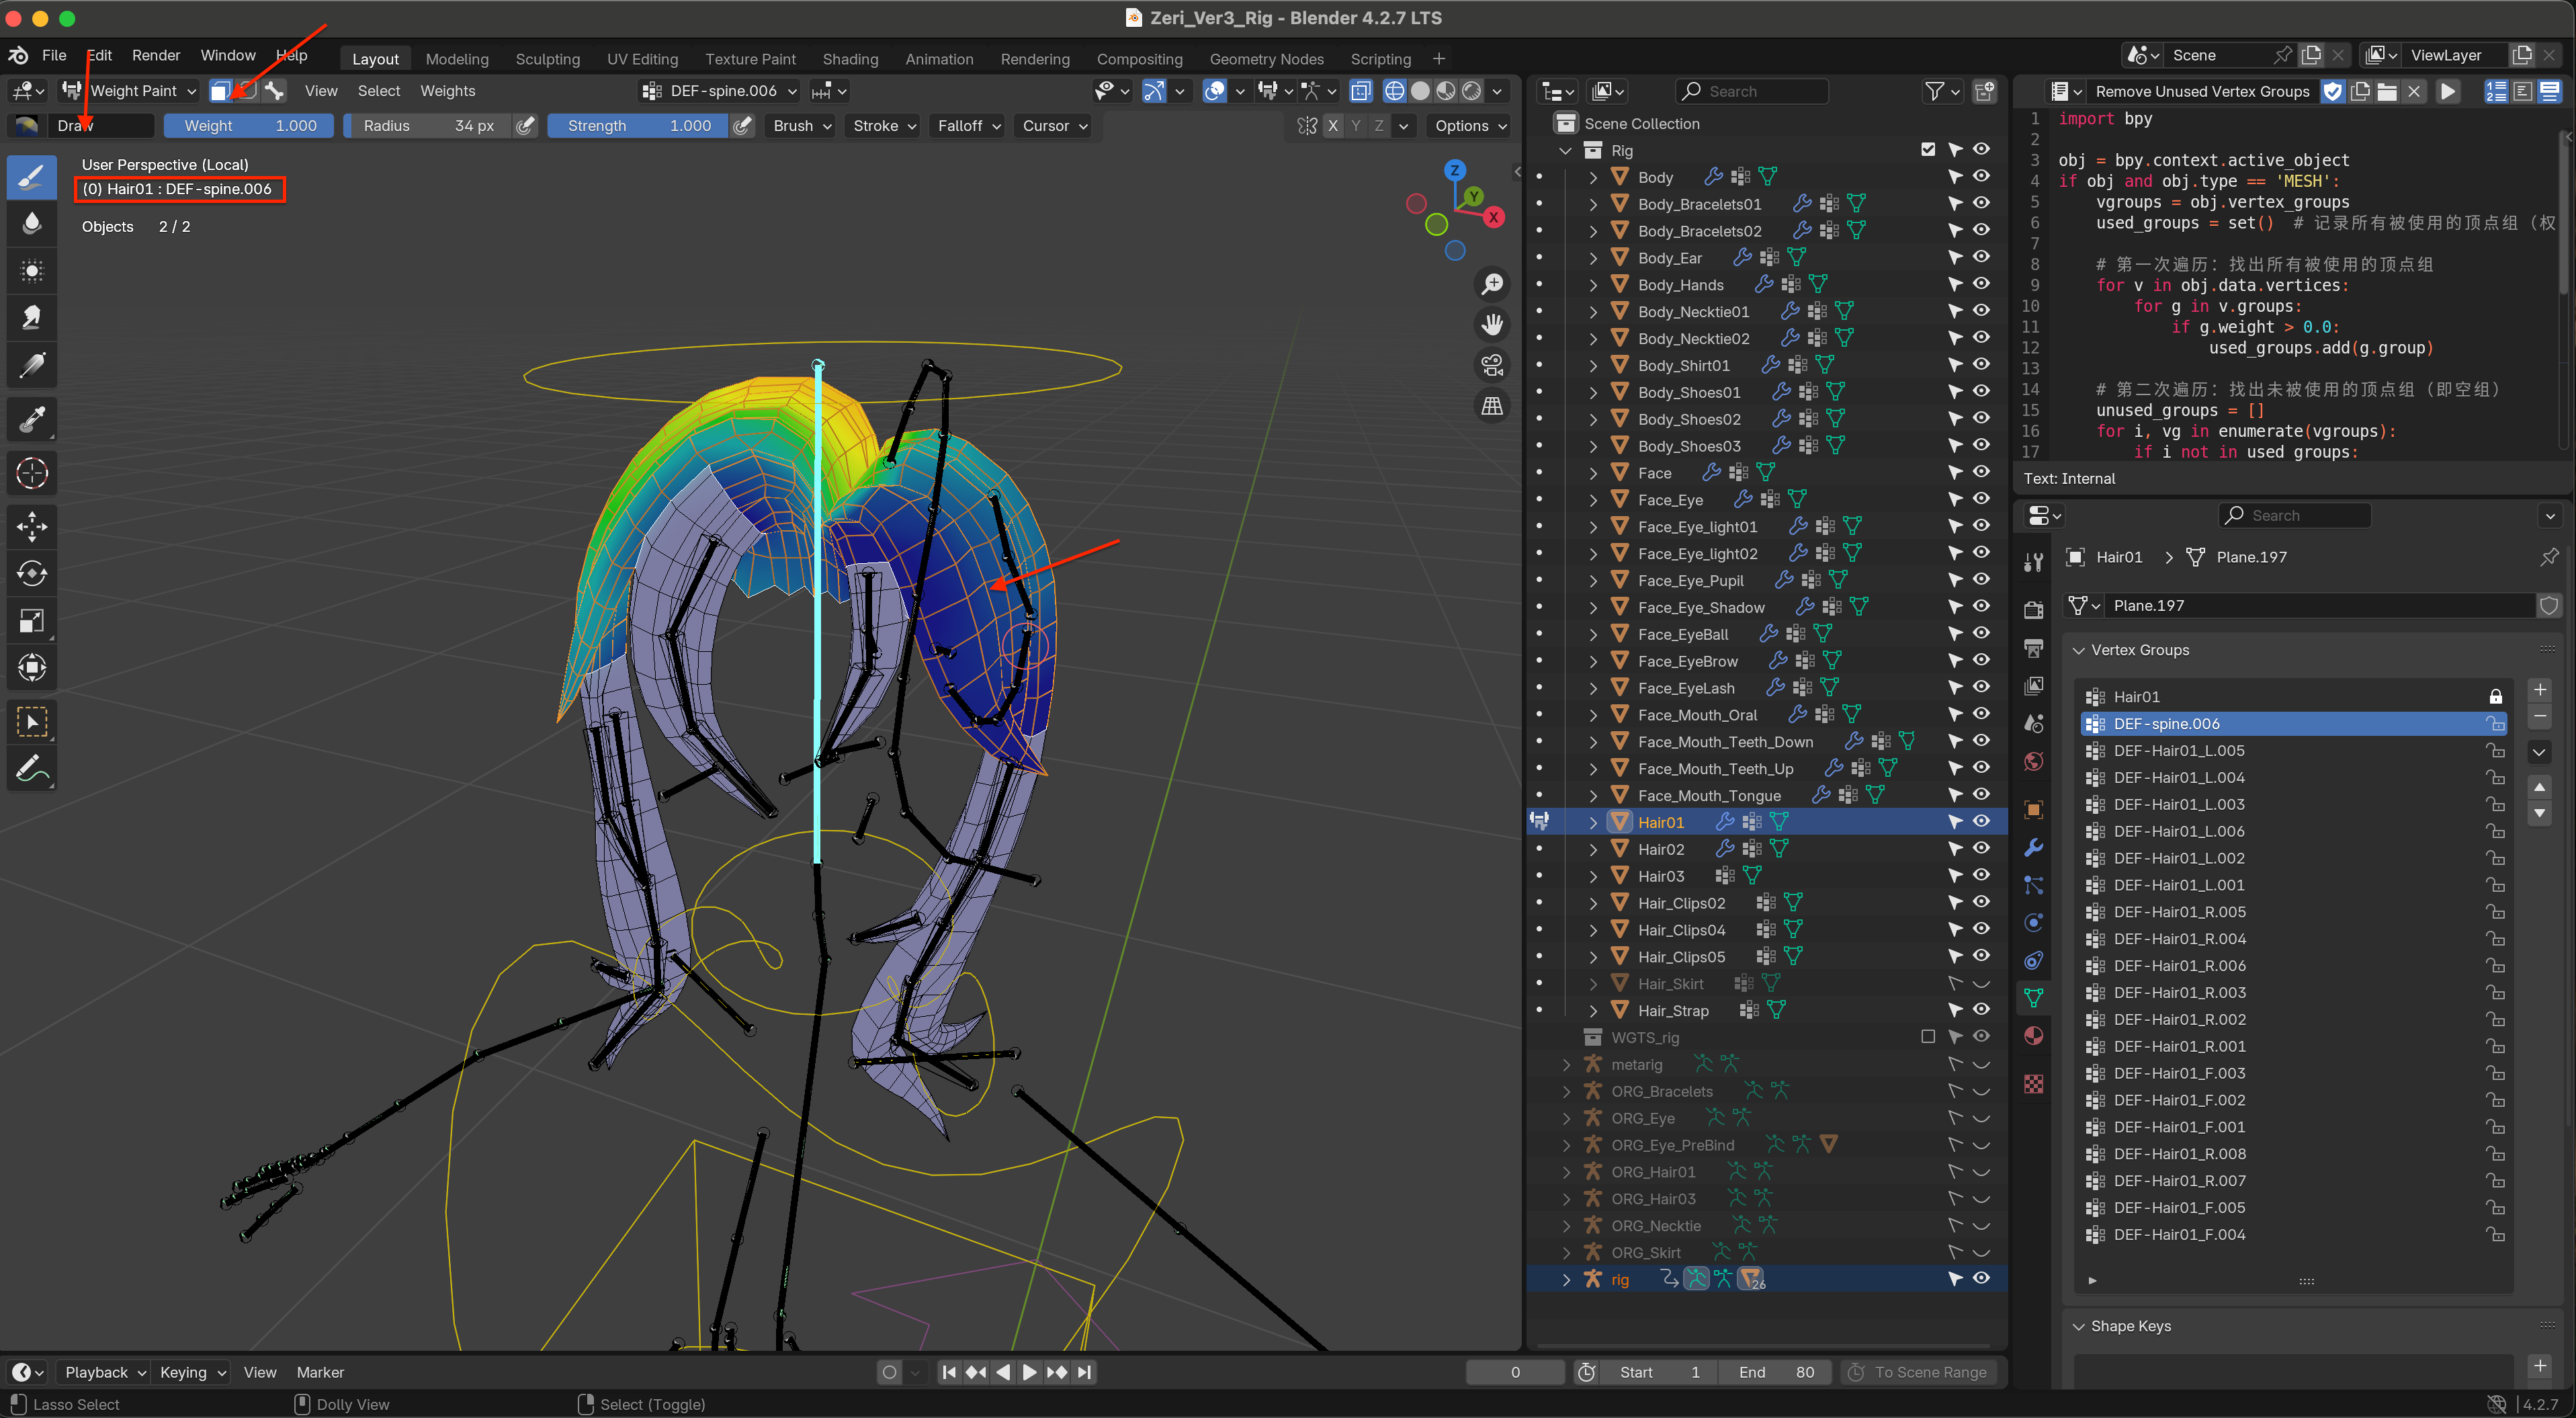 Zeri_Ver3_Rig - Blender 4.2.7 LTS
File Edit Render Window Help
Layout Modeling Sculpting UV Editing Texture Paint Shading Animation Rendering Compositing Geometry Nodes Scripting +
Scene ViewLayer
Weight Paint View Select Weights DEF-spine.006
Draw Weight 1.000 Radius 34 px Strength 1.000 Brush Stroke Falloff Cursor X Y Z Options
User Perspective (Local)
(0) Hair01 : DEF-spine.006
Objects 2 / 2
Z
Y
X
Search
Scene Collection
Rig
Body
Body_Bracelets01
Body_Bracelets02
Body_Ear
Body_Hands
Body_Necktie01
Body_Necktie02
Body_Shirt01
Body_Shoes01
Body_Shoes02
Body_Shoes03
Face
Face_Eye
Face_Eye_light01
Face_Eye_light02
Face_Eye_Pupil
Face_Eye_Shadow
Face_EyeBall
Face_EyeBrow
Face_EyeLash
Face_Mouth_Oral
Face_Mouth_Teeth_Down
Face_Mouth_Teeth_Up
Face_Mouth_Tongue
Hair01
Hair02
Hair03
Hair_Clips02
Hair_Clips04
Hair_Clips05
Hair_Skirt
Hair_Strap
WGTS_rig
metarig
ORG_Bracelets
ORG_Eye
ORG_Eye_PreBind
ORG_Hair01
ORG_Hair03
ORG_Necktie
ORG_Skirt
rig 26
Remove Unused Vertex Groups
1 import bpy
2
3 obj = bpy.context.active_object
4 if obj and obj.type == 'MESH':
5 vgroups = obj.vertex_groups
6 used_groups = set() # 记录所有被使用的顶点组（权
7
8 # 第一次遍历：找出所有被使用的顶点组
9 for v in obj.data.vertices:
10 for g in v.groups:
11 if g.weight > 0.0:
12 used_groups.add(g.group)
13
14 # 第二次遍历：找出未被使用的顶点组（即空组）
15 unused_groups = []
16 for i, vg in enumerate(vgroups):
17 if i not in used_groups:
Text: Internal
Search
Hair01 > Plane.197
Plane.197
Vertex Groups
Hair01
DEF-spine.006
DEF-Hair01_L.005
DEF-Hair01_L.004
DEF-Hair01_L.003
DEF-Hair01_L.006
DEF-Hair01_L.002
DEF-Hair01_L.001
DEF-Hair01_R.005
DEF-Hair01_R.004
DEF-Hair01_R.006
DEF-Hair01_R.003
DEF-Hair01_R.002
DEF-Hair01_R.001
DEF-Hair01_F.003
DEF-Hair01_F.002
DEF-Hair01_F.001
DEF-Hair01_R.008
DEF-Hair01_R.007
DEF-Hair01_F.005
DEF-Hair01_F.004
Shape Keys
Playback Keying View Marker 0 Start 1 End 80 To Scene Range
Lasso Select Dolly View Select (Toggle) 4.2.7